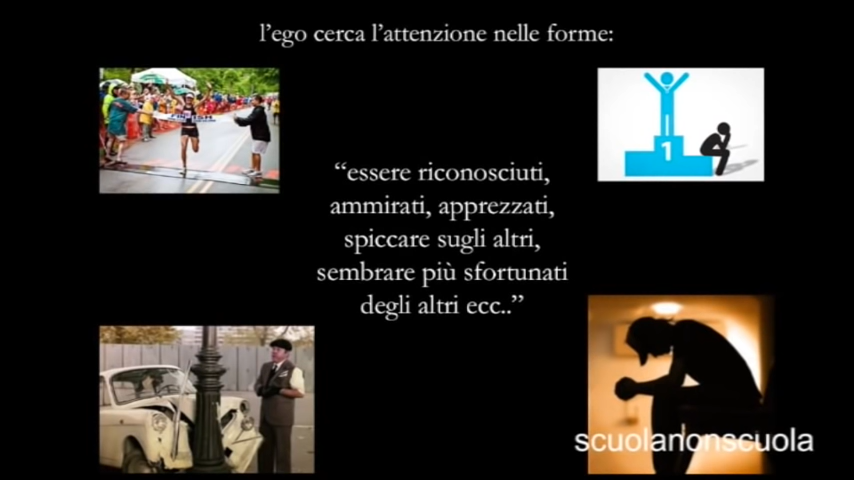 l'ego cerca l'attenzione nelle forme:
FINISH
1
“essere riconosciuti,
ammirati, apprezzati,
spiccare sugli altri,
sembrare più sfortunati
degli altri ecc..”
scuolanonscuola